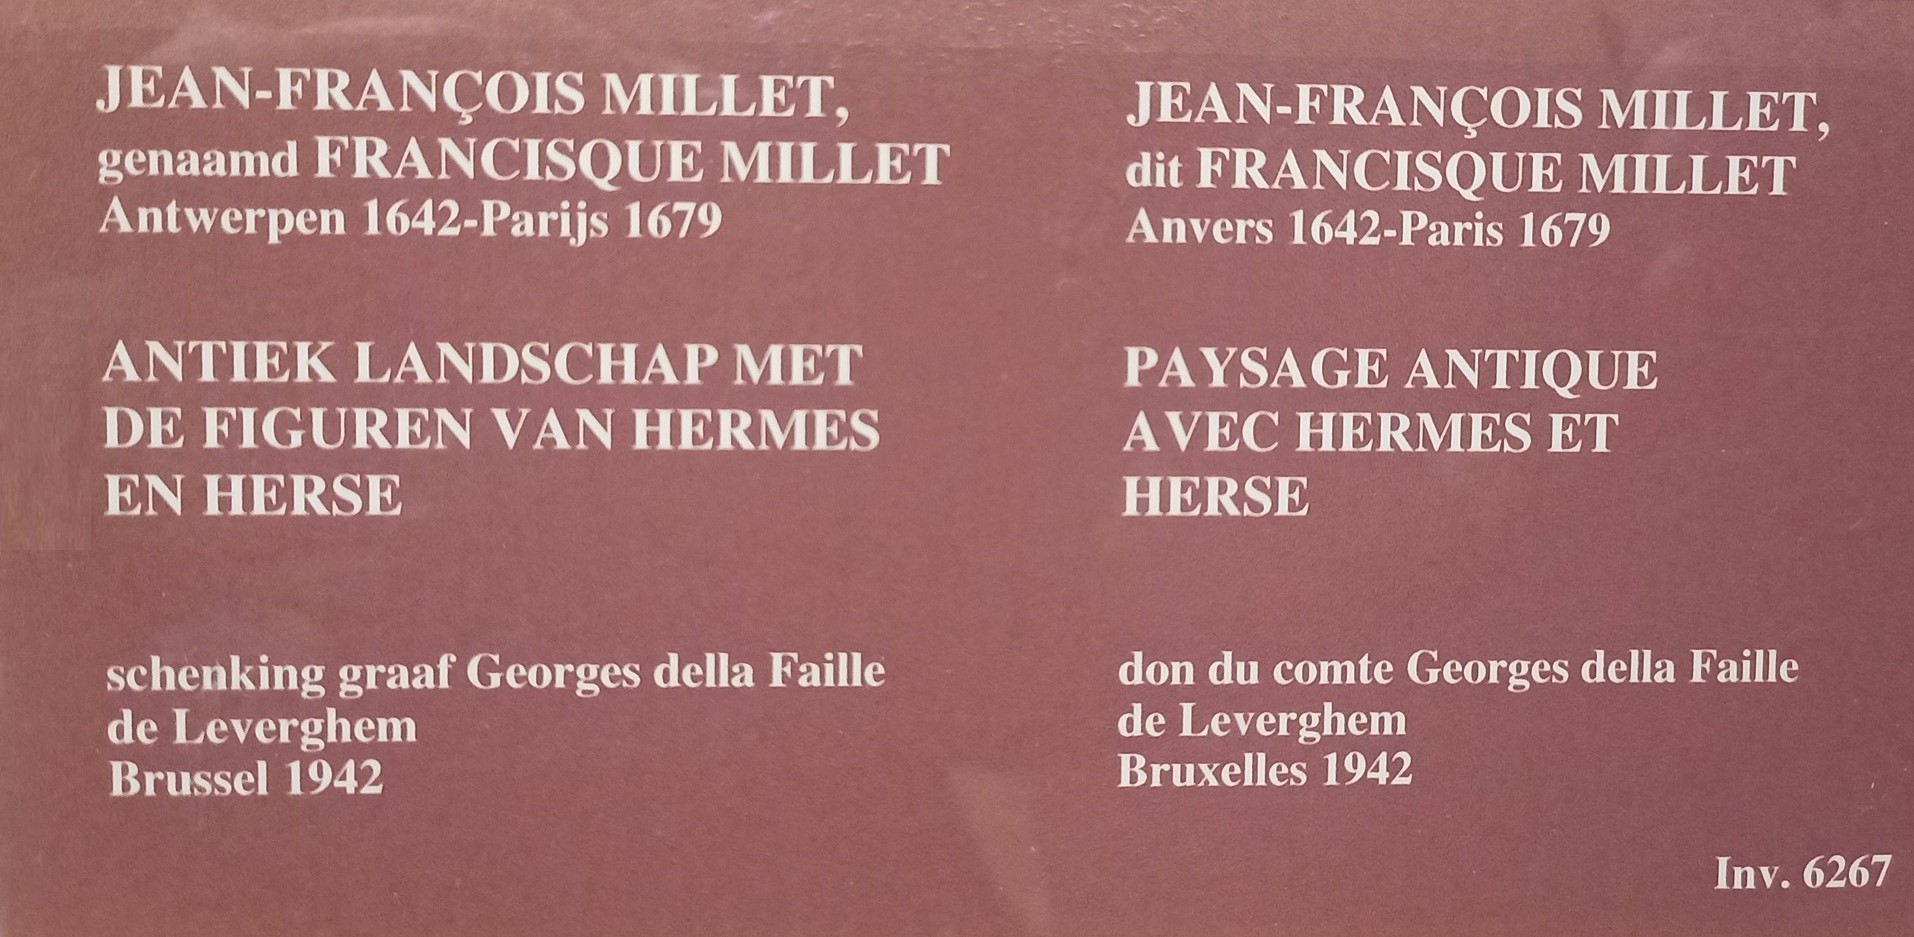 JEAN-FRANÇOIS MILLET,
genaamd FRANCISQUE MILLET
Antwerpen 1642-Parijs 1679
ANTIEK LANDSCHAP MET
DE FIGUREN VAN HERMES
EN HERSE
schenking graaf Georges della Faille
de Leverghem
Brussel 1942
JEAN-FRANÇOIS MILLET,
dit FRANCISQUE MILLET
Anvers 1642-Paris 1679
PAYSAGE ANTIQUE
AVEC HERMES ET
HERSE
don du comte Georges della Faille
de Leverghem
Bruxelles 1942
Inv. 6267